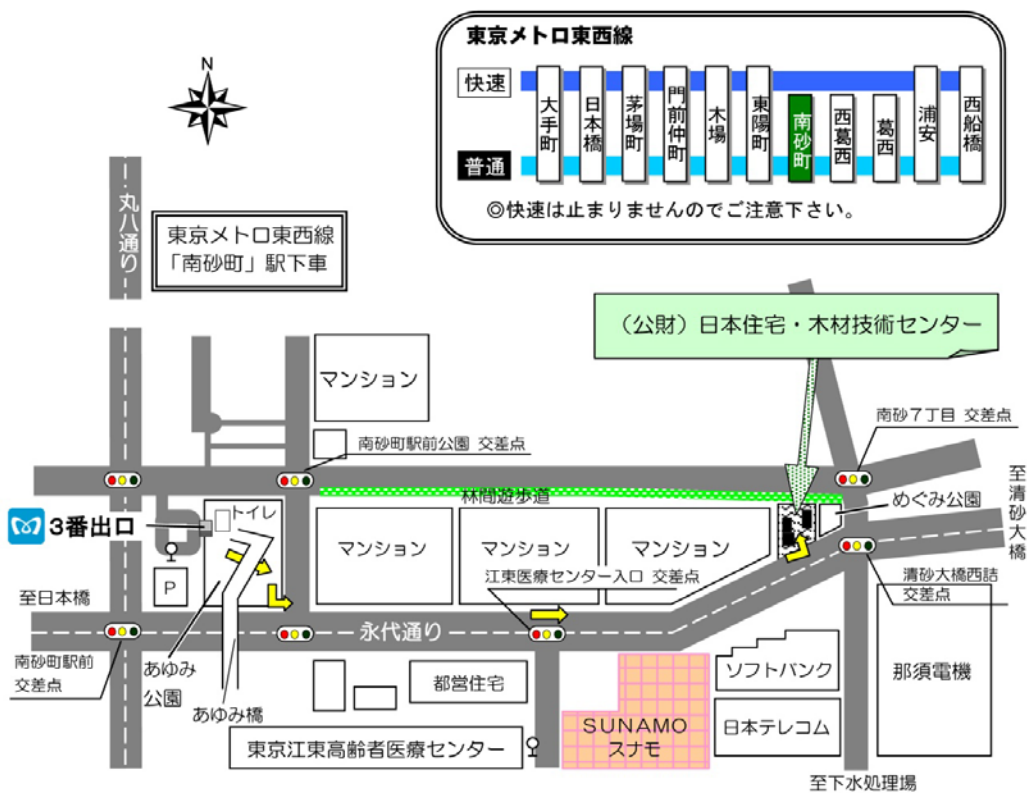 東京メトロ東西線
快速
普通
大手町
日本橋
茅場町
門前仲町
木場
東陽町
南砂町
西葛西
葛西
浦安
西船橋
◎快速は止まりませんのでご注意下さい。
N
丸八通り
東京メトロ東西線
「南砂町」駅下車
(公財)日本住宅・木材技術センター
マンション
南砂町駅前公園 交差点
南砂7丁目 交差点
林間遊歩道
めぐみ公園
至清砂大橋
3番出口
トイレ
マンション
マンション
マンション
江東医療センター入口 交差点
清砂大橋西詰
交差点
P
至日本橋
永代通り
南砂町駅前
交差点
あゆみ
公園
あゆみ橋
都営住宅
東京江東高齢者医療センター
SUNAMO
スナモ
ソフトバンク
日本テレコム
那須電機
至下水処理場